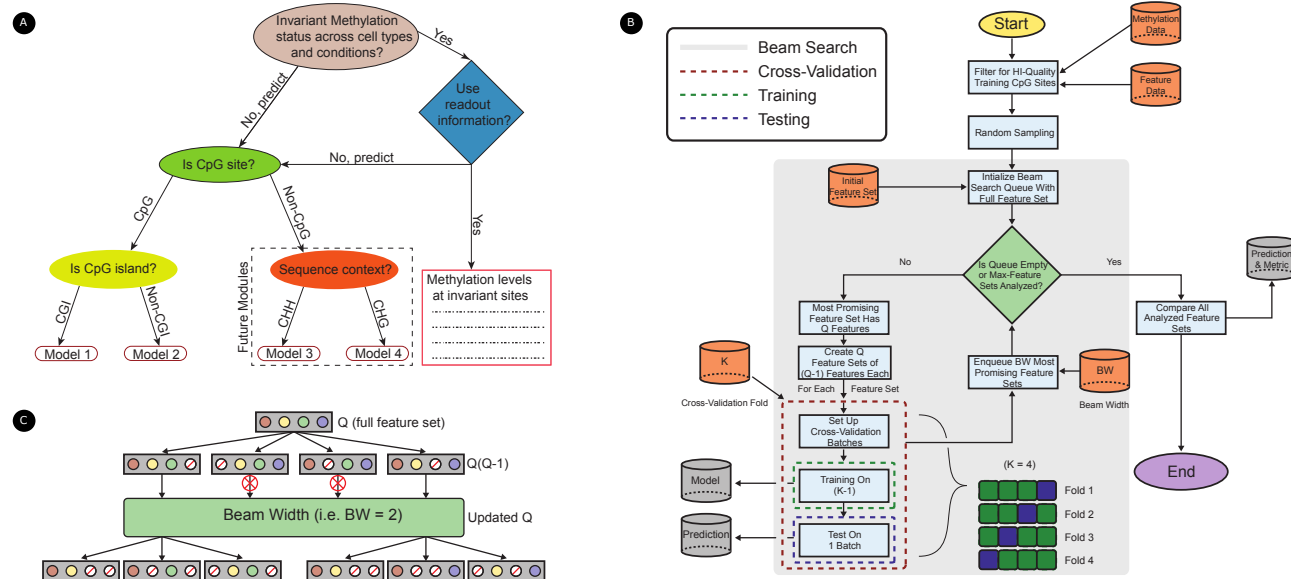 A
Invariant Methylation
status across cell types
and conditions?
Yes
No, predict
Use
readout
information?
No, predict
Is CpG site?
CpG
Non-CpG
Yes
Is CpG island?
Sequence context?
Future Modules
CGI
Non-CGI
CHH
CHG
Model 1
Model 2
Model 3
Model 4
Methylation levels
at invariant sites
B
Beam Search
Cross-Validation
Training
Testing
Start
Methylation
Data
Filter for HI-Quality
Training CpG Sites
Feature
Data
Random Sampling
Initial
Feature Set
Intialize Beam
Search Queue With
Full Feature Set
Is Queue Empty
or Max-Feature
Sets Analyzed?
No
Yes
Prediction
& Metric
Most Promising
Feature Set Has
Q Features
Compare All
Analyzed Feature
Sets
Create Q
Feature Sets of
(Q-1) Features Each
K
Cross-Validation Fold
For Each
Feature Set
Enqueue BW Most
Promising Feature
Sets
BW
Beam Width
Set Up
Cross-Validation
Batches
Training On
(K-1)
Model
Test On
1 Batch
Prediction
(K = 4)
Fold 1
Fold 2
Fold 3
Fold 4
End
C
Q (full feature set)
Q(Q-1)
Beam Width (i.e. BW = 2)
Updated Q